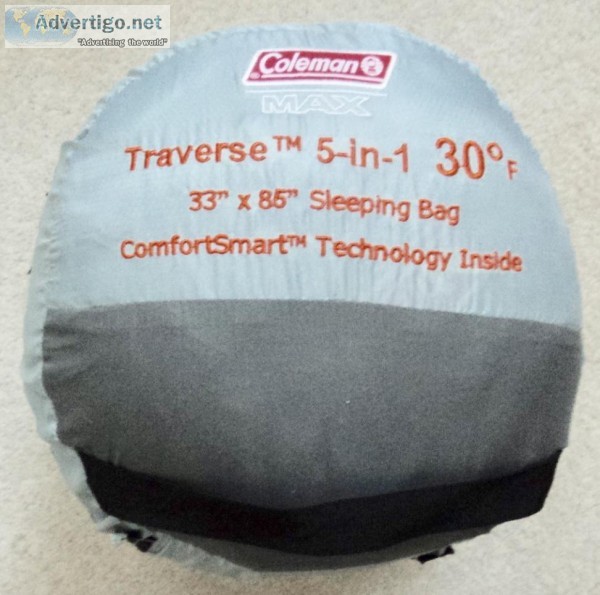 Advertigo.net
"Advertising the world"
Coleman
MAX
Traverse™ 5-in-1 30°F
33" x 85" Sleeping Bag
ComfortSmart™ Technology Inside